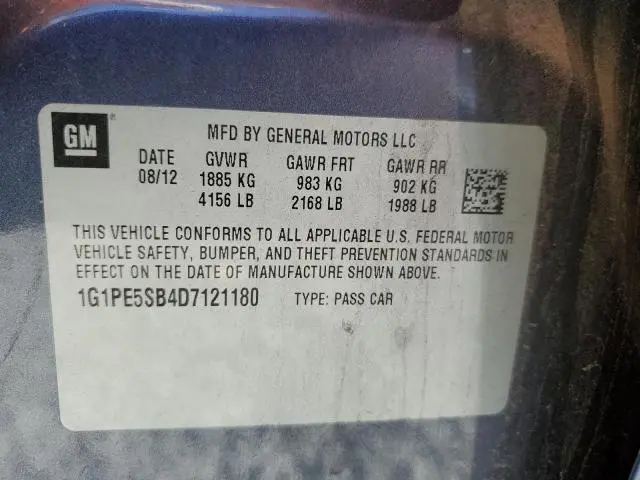 GM
MFD BY GENERAL MOTORS LLC
DATE GVWR GAWR FRT GAWR RR
08/12 1885 KG 983 KG 902 KG
4156 LB 2168 LB 1988 LB
THIS VEHICLE CONFORMS TO ALL APPLICABLE U.S. FEDERAL MOTOR
VEHICLE SAFETY, BUMPER, AND THEFT PREVENTION STANDARDS IN
EFFECT ON THE DATE OF MANUFACTURE SHOWN ABOVE.
1G1PE5SB4D7121180 TYPE: PASS CAR